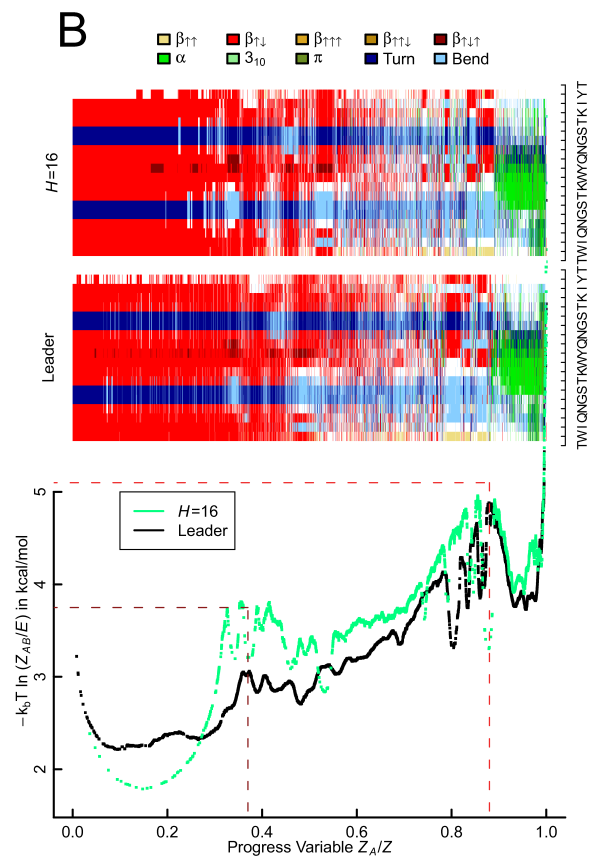 B
β↑↑ β↑↓ β↑↑↑ β↑↑↓ β↑↓↑
α 3₁₀ π Turn Bend
H=16
TWIQNGSTKWYQNGSTKIYT
Leader
TWIQNGSTKWYQNGSTKIYT
−k_bT ln (Z_AB/E) in kcal/mol
5
4
3
2
H=16
Leader
0.0 0.2 0.4 0.6 0.8 1.0
Progress Variable Z_A/Z